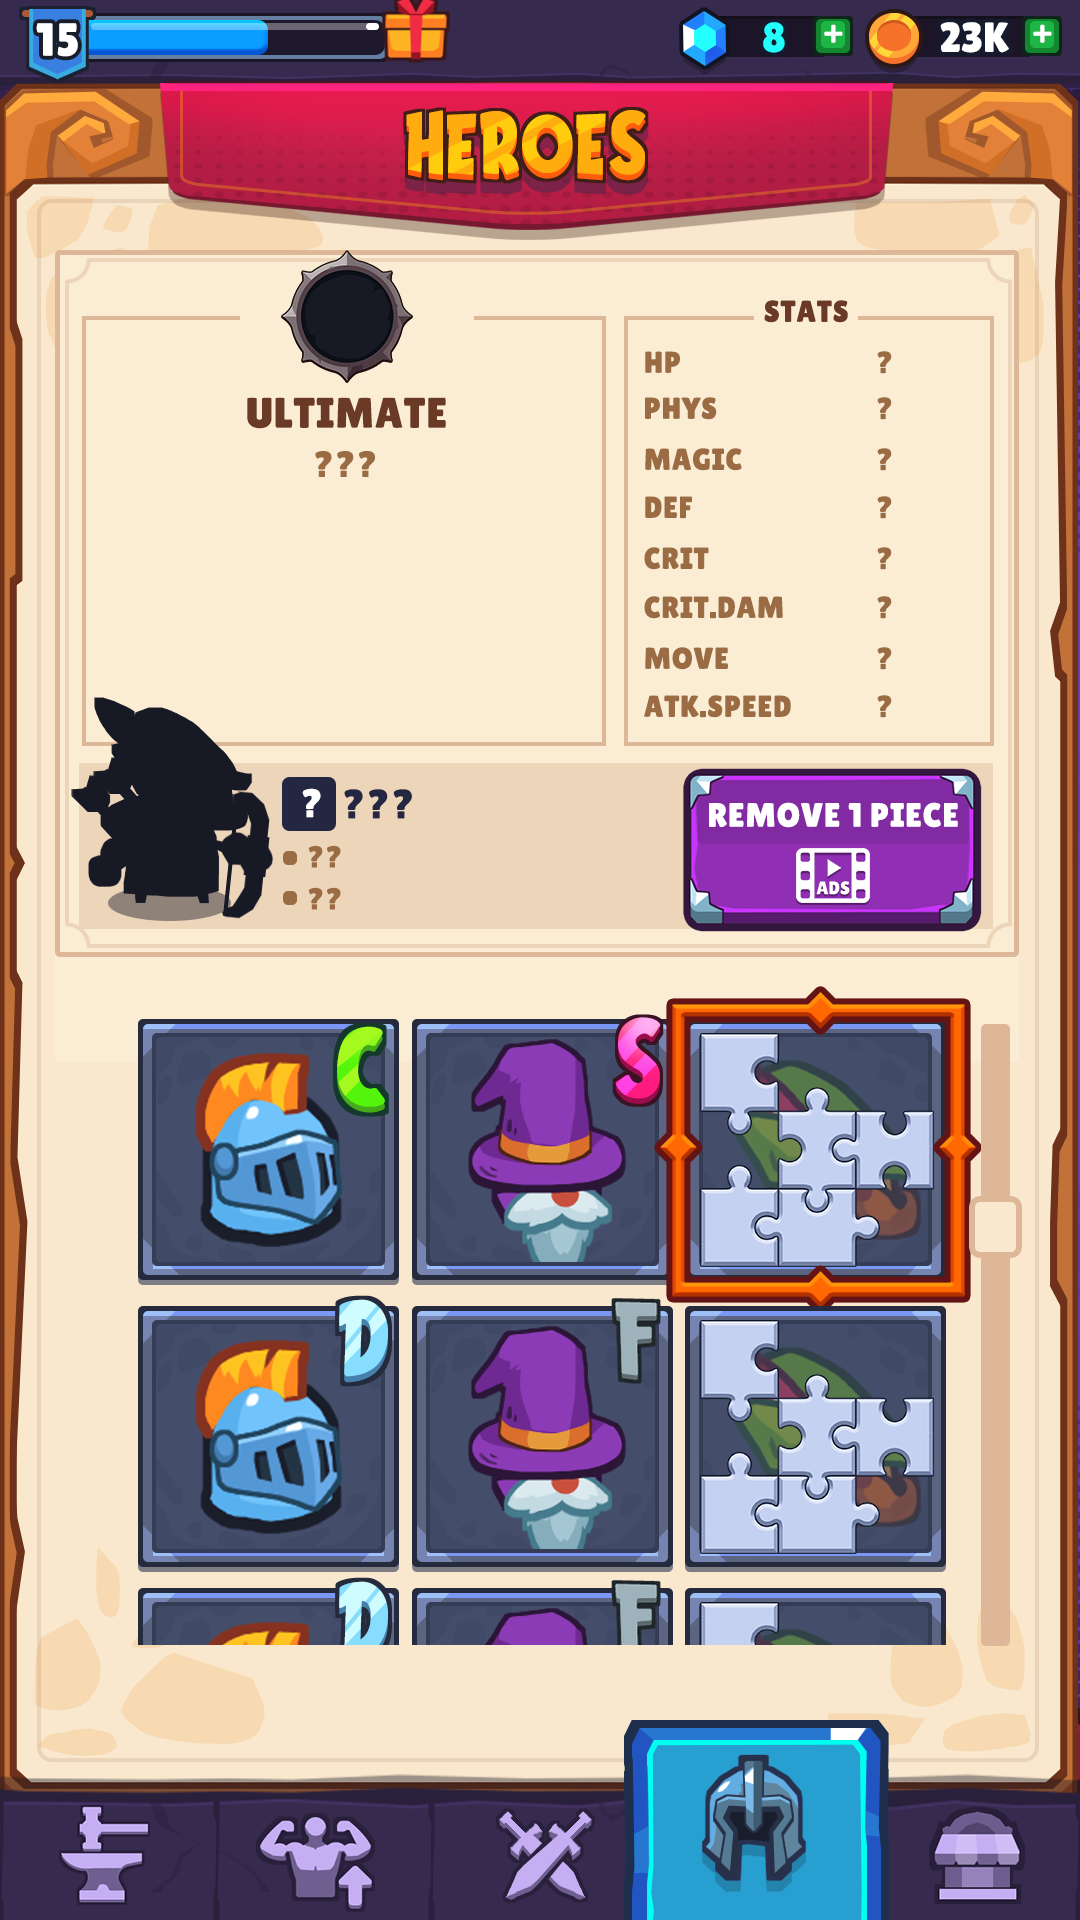 15
8
23K
HEROES
ULTIMATE
???
STATS
HP ?
PHYS ?
MAGIC ?
DEF ?
CRIT ?
CRIT.DAM ?
MOVE ?
ATK.SPEED ?
? ???
??
??
REMOVE 1 PIECE
ADS
C
S
D
F
D
F